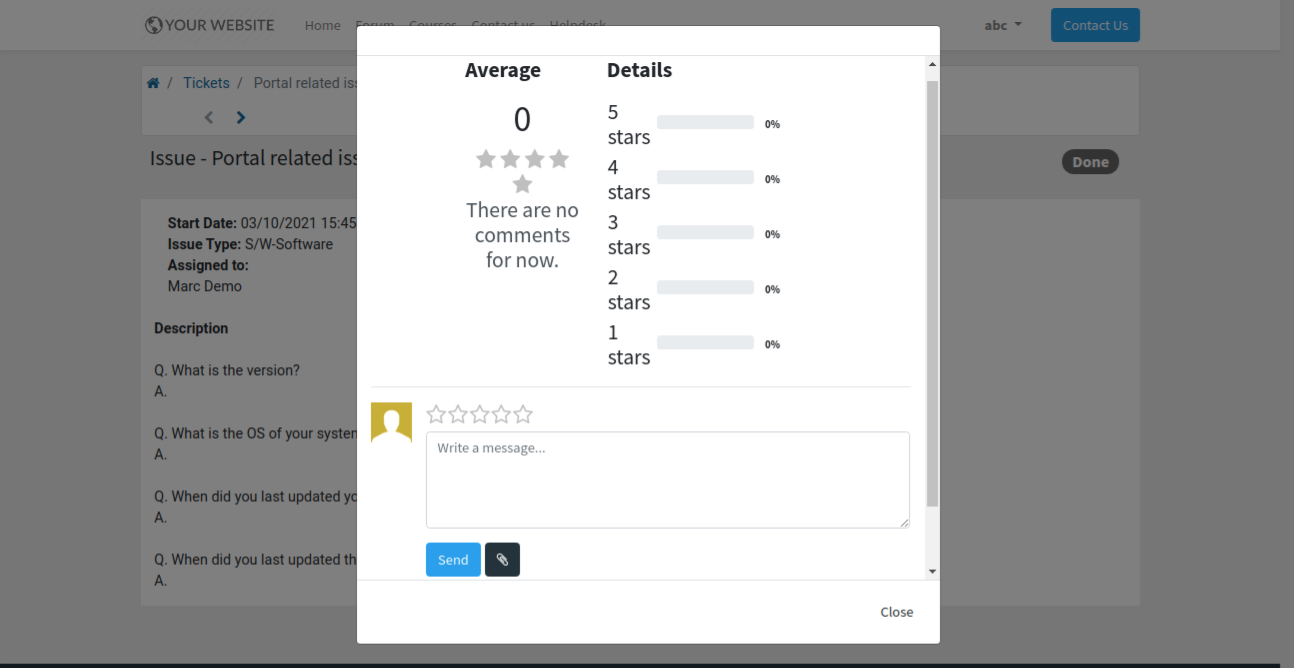 YOUR WEBSITE Home Forum Courses Contact us Helpdesk abc Contact Us
/ Tickets / Portal related iss
Issue - Portal related iss Done
Start Date: 03/10/2021 15:45
Issue Type: S/W-Software
Assigned to:
Marc Demo
Description
Q. What is the version?
A.
Q. What is the OS of your system
A.
Q. When did you last updated yo
A.
Q. When did you last updated th
A.
Average
0
There are no
comments
for now.
Details
5
stars 0%
4
stars 0%
3
stars 0%
2
stars 0%
1
stars 0%
Write a message...
Send
Close